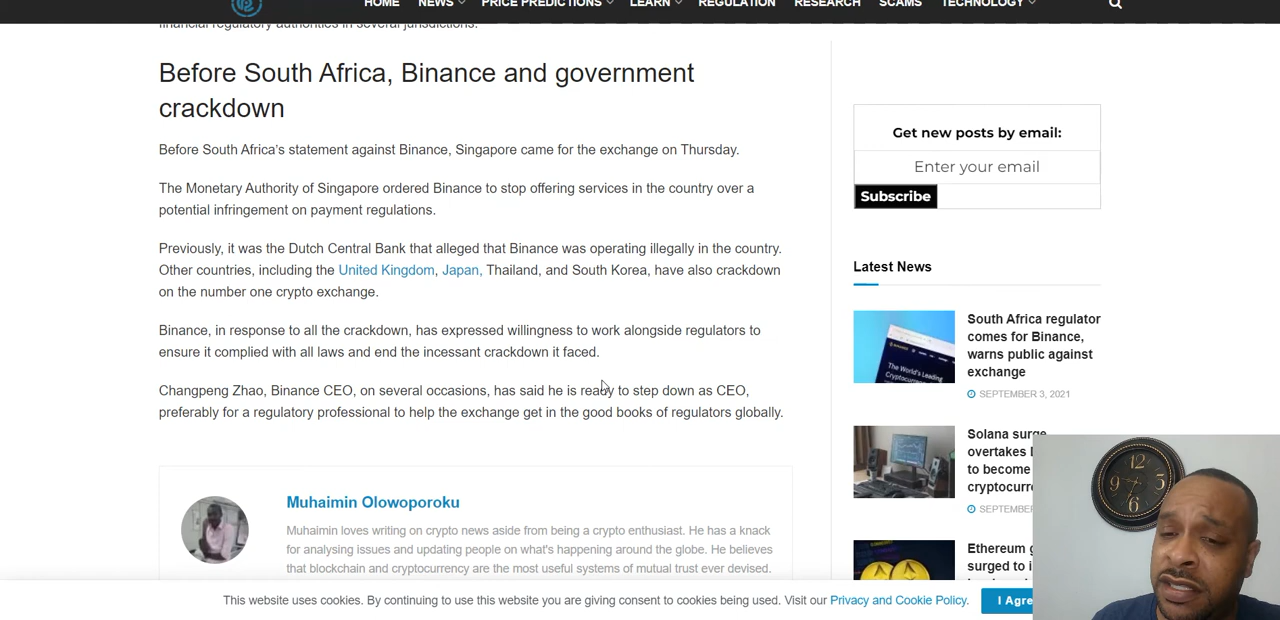 HOME NEWS PRICE PREDICTIONS LEARN REGULATION RESEARCH SCAMS TECHNOLOGY
financial regulatory authorities in several jurisdictions.
Before South Africa, Binance and government
crackdown
Before South Africa's statement against Binance, Singapore came for the exchange on Thursday.
The Monetary Authority of Singapore ordered Binance to stop offering services in the country over a
potential infringement on payment regulations.
Previously, it was the Dutch Central Bank that alleged that Binance was operating illegally in the country.
Other countries, including the United Kingdom, Japan, Thailand, and South Korea, have also crackdown
on the number one crypto exchange.
Binance, in response to all the crackdown, has expressed willingness to work alongside regulators to
ensure it complied with all laws and end the incessant crackdown it faced.
Changpeng Zhao, Binance CEO, on several occasions, has said he is ready to step down as CEO,
preferably for a regulatory professional to help the exchange get in the good books of regulators globally.
Muhaimin Olowoporoku
Muhaimin loves writing on crypto news aside from being a crypto enthusiast. He has a knack
for analysing issues and updating people on what's happening around the globe. He believes
that blockchain and cryptocurrency are the most useful systems of mutual trust ever devised.
Get new posts by email:
Enter your email
Subscribe
Latest News
South Africa regulator
comes for Binance,
warns public against
exchange
SEPTEMBER 3, 2021
Solana surge
overtakes
to become
SEPTEMBER
Ethereum
surged to
This website uses cookies. By continuing to use this website you are giving consent to cookies being used. Visit our Privacy and Cookie Policy.
I Agre
12
3
6
9